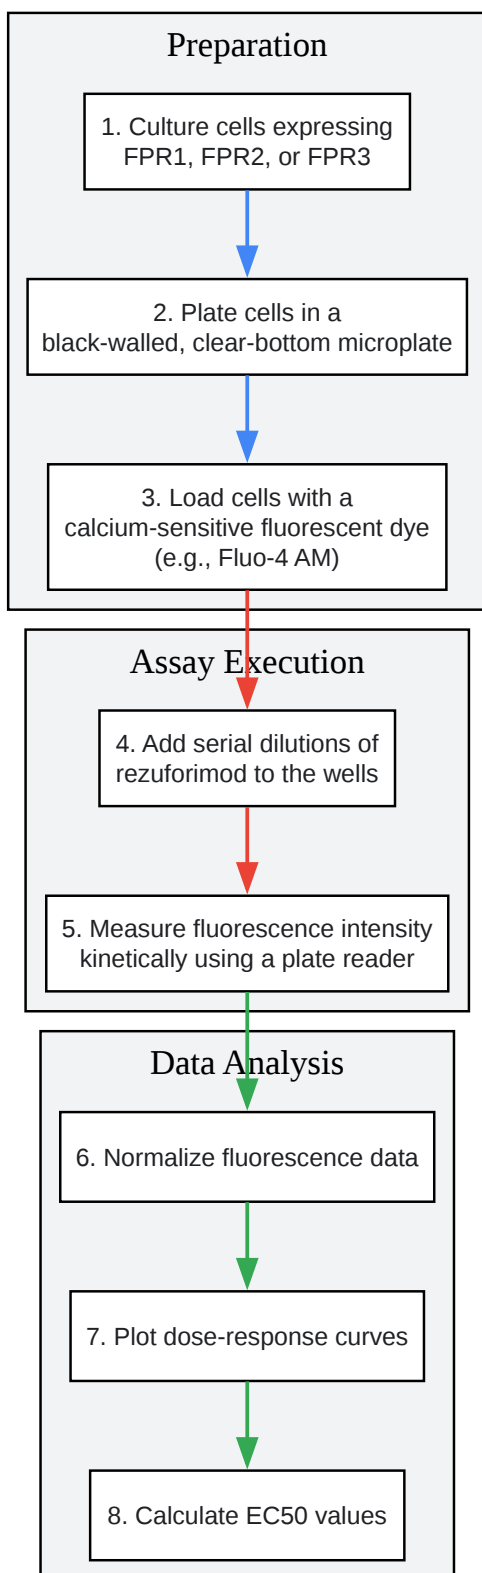 Preparation
1. Culture cells expressing
FPR1, FPR2, or FPR3
2. Plate cells in a
black-walled, clear-bottom microplate
3. Load cells with a
calcium-sensitive fluorescent dye
(e.g., Fluo-4 AM)
Assay Execution
4. Add serial dilutions of
rezuforimod to the wells
5. Measure fluorescence intensity
kinetically using a plate reader
Data Analysis
6. Normalize fluorescence data
7. Plot dose-response curves
8. Calculate EC50 values